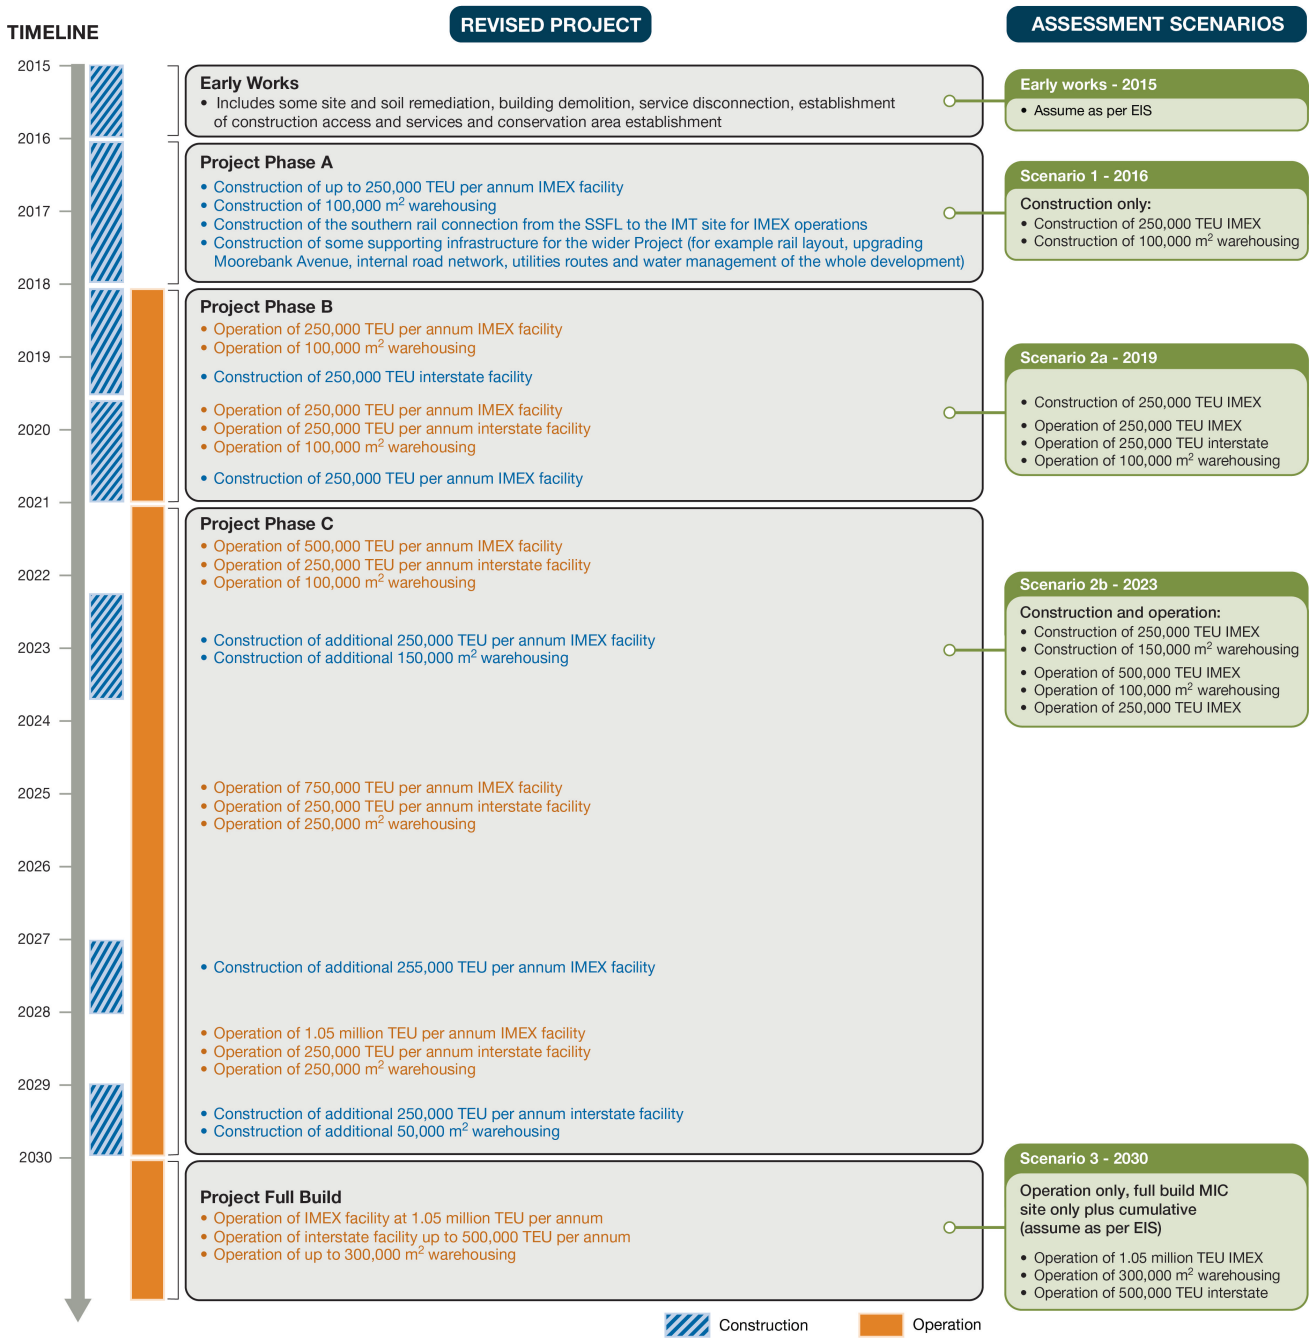 REVISED PROJECT
ASSESSMENT SCENARIOS
TIMELINE
2015
2016
2017
2018
2019
2020
2021
2022
2023
2024
2025
2026
2027
2028
2029
2030
Early Works
• Includes some site and soil remediation, building demolition, service disconnection, establishment
of construction access and services and conservation area establishment
Project Phase A
• Construction of up to 250,000 TEU per annum IMEX facility
• Construction of 100,000 m² warehousing
• Construction of the southern rail connection from the SSFL to the IMT site for IMEX operations
• Construction of some supporting infrastructure for the wider Project (for example rail layout, upgrading
Moorebank Avenue, internal road network, utilities routes and water management of the whole development)
Project Phase B
• Operation of 250,000 TEU per annum IMEX facility
• Operation of 100,000 m² warehousing
• Construction of 250,000 TEU interstate facility
• Operation of 250,000 TEU per annum IMEX facility
• Operation of 250,000 TEU per annum interstate facility
• Operation of 100,000 m² warehousing
• Construction of 250,000 TEU per annum IMEX facility
Project Phase C
• Operation of 500,000 TEU per annum IMEX facility
• Operation of 250,000 TEU per annum interstate facility
• Operation of 100,000 m² warehousing
• Construction of additional 250,000 TEU per annum IMEX facility
• Construction of additional 150,000 m² warehousing
• Operation of 750,000 TEU per annum IMEX facility
• Operation of 250,000 TEU per annum interstate facility
• Operation of 250,000 m² warehousing
• Construction of additional 255,000 TEU per annum IMEX facility
• Operation of 1.05 million TEU per annum IMEX facility
• Operation of 250,000 TEU per annum interstate facility
• Operation of 250,000 m² warehousing
• Construction of additional 250,000 TEU per annum interstate facility
• Construction of additional 50,000 m² warehousing
Project Full Build
• Operation of IMEX facility at 1.05 million TEU per annum
• Operation of interstate facility up to 500,000 TEU per annum
• Operation of up to 300,000 m² warehousing
Early works - 2015
• Assume as per EIS
Scenario 1 - 2016
Construction only:
• Construction of 250,000 TEU IMEX
• Construction of 100,000 m² warehousing
Scenario 2a - 2019
• Construction of 250,000 TEU IMEX
• Operation of 250,000 TEU IMEX
• Operation of 250,000 TEU interstate
• Operation of 100,000 m² warehousing
Scenario 2b - 2023
Construction and operation:
• Construction of 250,000 TEU IMEX
• Construction of 150,000 m² warehousing
• Operation of 500,000 TEU IMEX
• Operation of 100,000 m² warehousing
• Operation of 250,000 TEU IMEX
Scenario 3 - 2030
Operation only, full build MIC
site only plus cumulative
(assume as per EIS)
• Operation of 1.05 million TEU IMEX
• Operation of 300,000 m² warehousing
• Operation of 500,000 TEU interstate
Construction
Operation